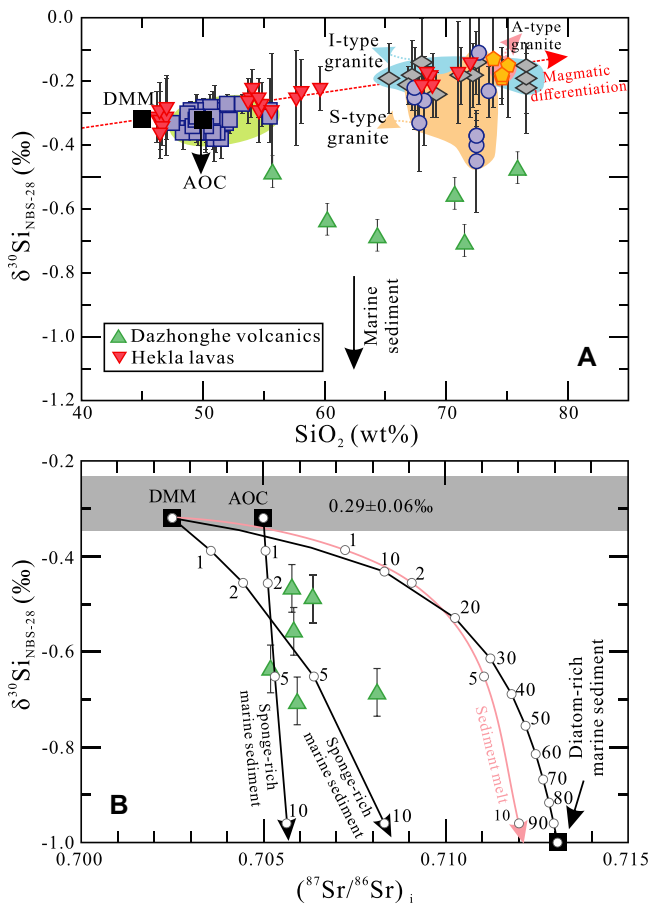 0.0
-0.2
-0.4
-0.6
-0.8
-1.0
-1.2
δ³⁰Si_NBS-28 (‰)
I-type
granite
A-type
granite
Magmatic
differentiation
DMM
S-type
granite
AOC
Marine
sediment
Dazhonghe volcanics
Hekla lavas
A
40
50
60
70
80
SiO₂ (wt%)
-0.2
-0.4
-0.6
-0.8
-1.0
δ³⁰Si_NBS-28 (‰)
DMM
AOC
0.29±0.06‰
1
2
5
10
Sponge-rich
marine sediment
1
2
5
10
Sponge-rich
marine sediment
1
2
5
10
Sediment melt
10
20
30
40
50
60
70
80
90
Diatom-rich
marine sediment
B
0.700
0.705
0.710
0.715
(⁸⁷Sr/⁸⁶Sr)i